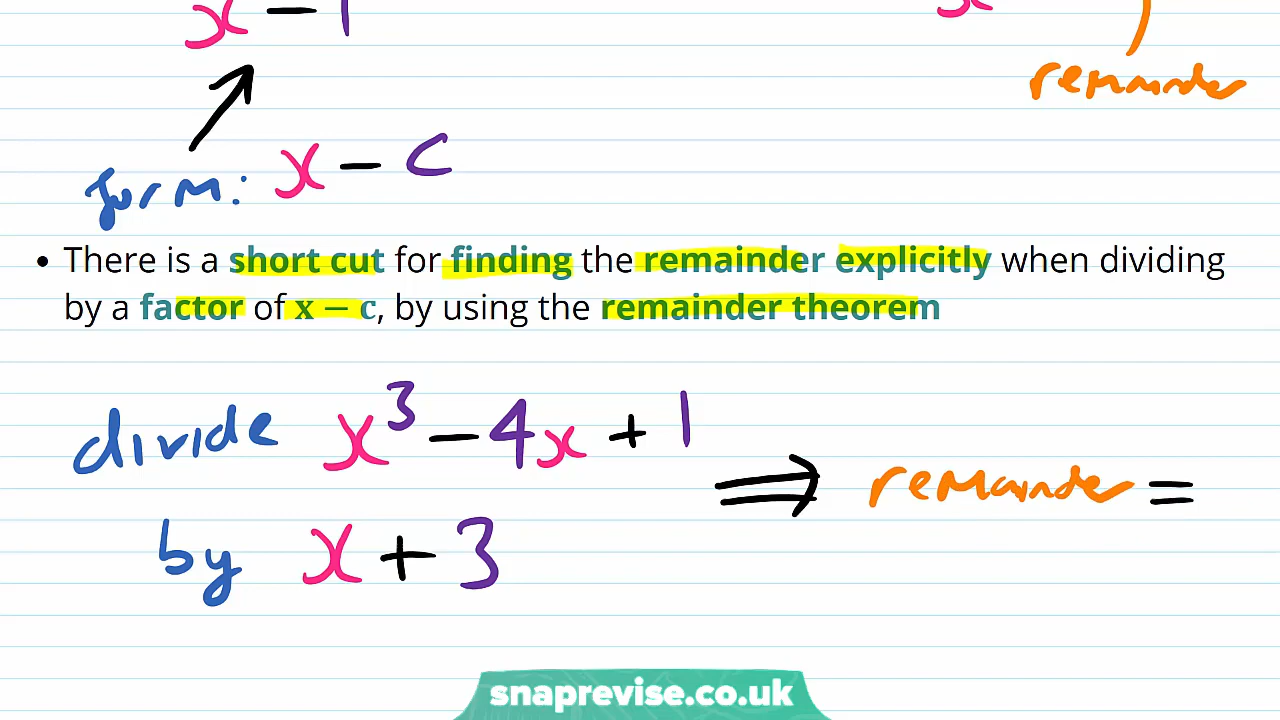 x − 1
x
remainder
form: x − c
• There is a short cut for finding the remainder explicitly when dividing
by a factor of x − c, by using the remainder theorem
divide x³ − 4x + 1
⟹ remainder =
by x + 3
snaprevise.co.uk